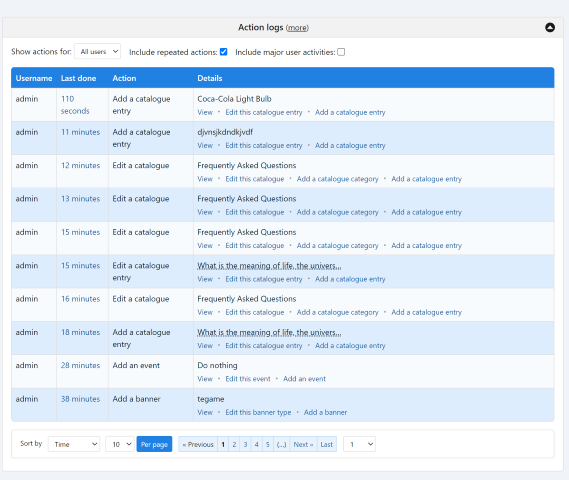 Action logs (more)
Show actions for: All users Include repeated actions: Include major user activities:
Username Last done Action Details
admin 110 seconds Add a catalogue entry Coca-Cola Light Bulb
View • Edit this catalogue entry • Add a catalogue entry
admin 11 minutes Add a catalogue entry djvnsjkdndkjvdf
View • Edit this catalogue entry • Add a catalogue entry
admin 12 minutes Edit a catalogue Frequently Asked Questions
View • Edit this catalogue • Add a catalogue category • Add a catalogue entry
admin 13 minutes Edit a catalogue Frequently Asked Questions
View • Edit this catalogue • Add a catalogue category • Add a catalogue entry
admin 15 minutes Edit a catalogue Frequently Asked Questions
View • Edit this catalogue • Add a catalogue category • Add a catalogue entry
admin 15 minutes Edit a catalogue entry What is the meaning of life, the univers...
View • Edit this catalogue entry • Add a catalogue entry
admin 16 minutes Edit a catalogue Frequently Asked Questions
View • Edit this catalogue • Add a catalogue category • Add a catalogue entry
admin 18 minutes Add a catalogue entry What is the meaning of life, the univers...
View • Edit this catalogue entry • Add a catalogue entry
admin 28 minutes Add an event Do nothing
View • Edit this event • Add an event
admin 38 minutes Add a banner tegame
View • Edit this banner type • Add a banner
Sort by Time 10 Per page « Previous 1 2 3 4 5 (...) Next » Last 1